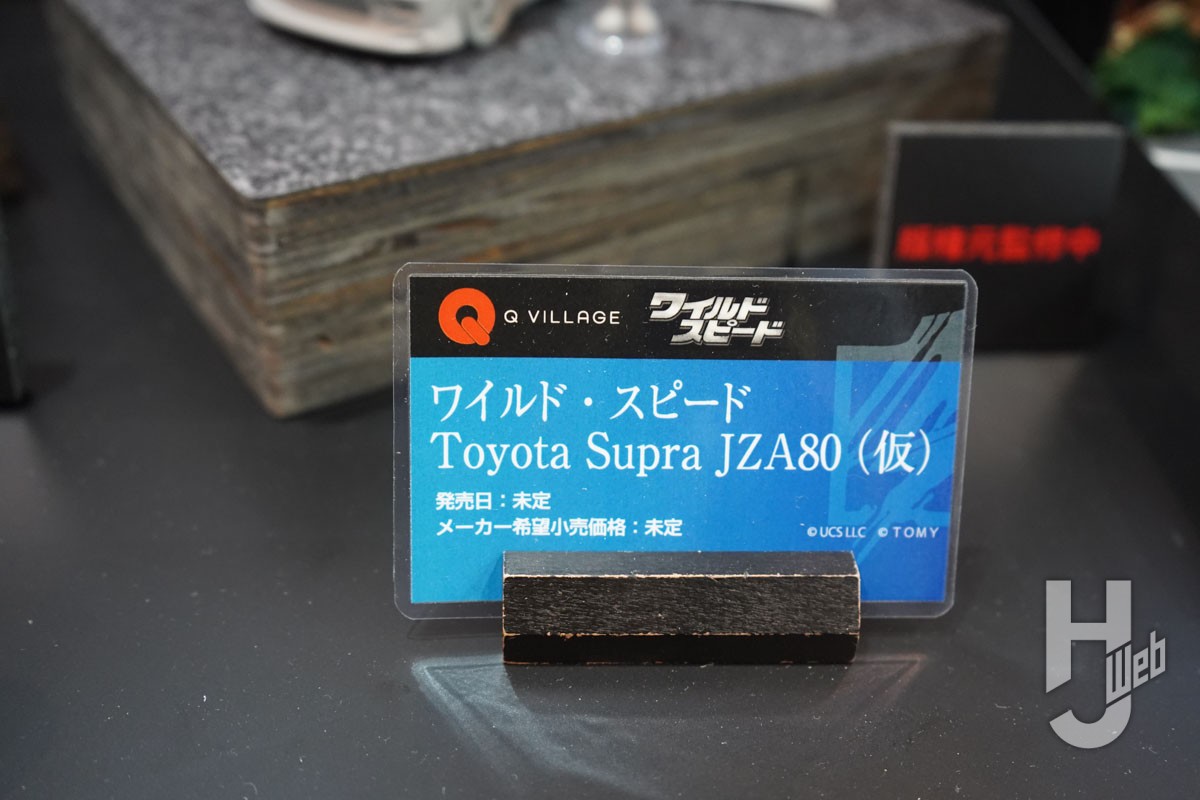 Q VILLAGE
ワイルド
スピード
ワイルド・スピード
Toyota Supra JZA80（仮）
発売日：未定
メーカー希望小売価格：未定
©UCS LLC ©TOMY
版権元監修中
HJ Web